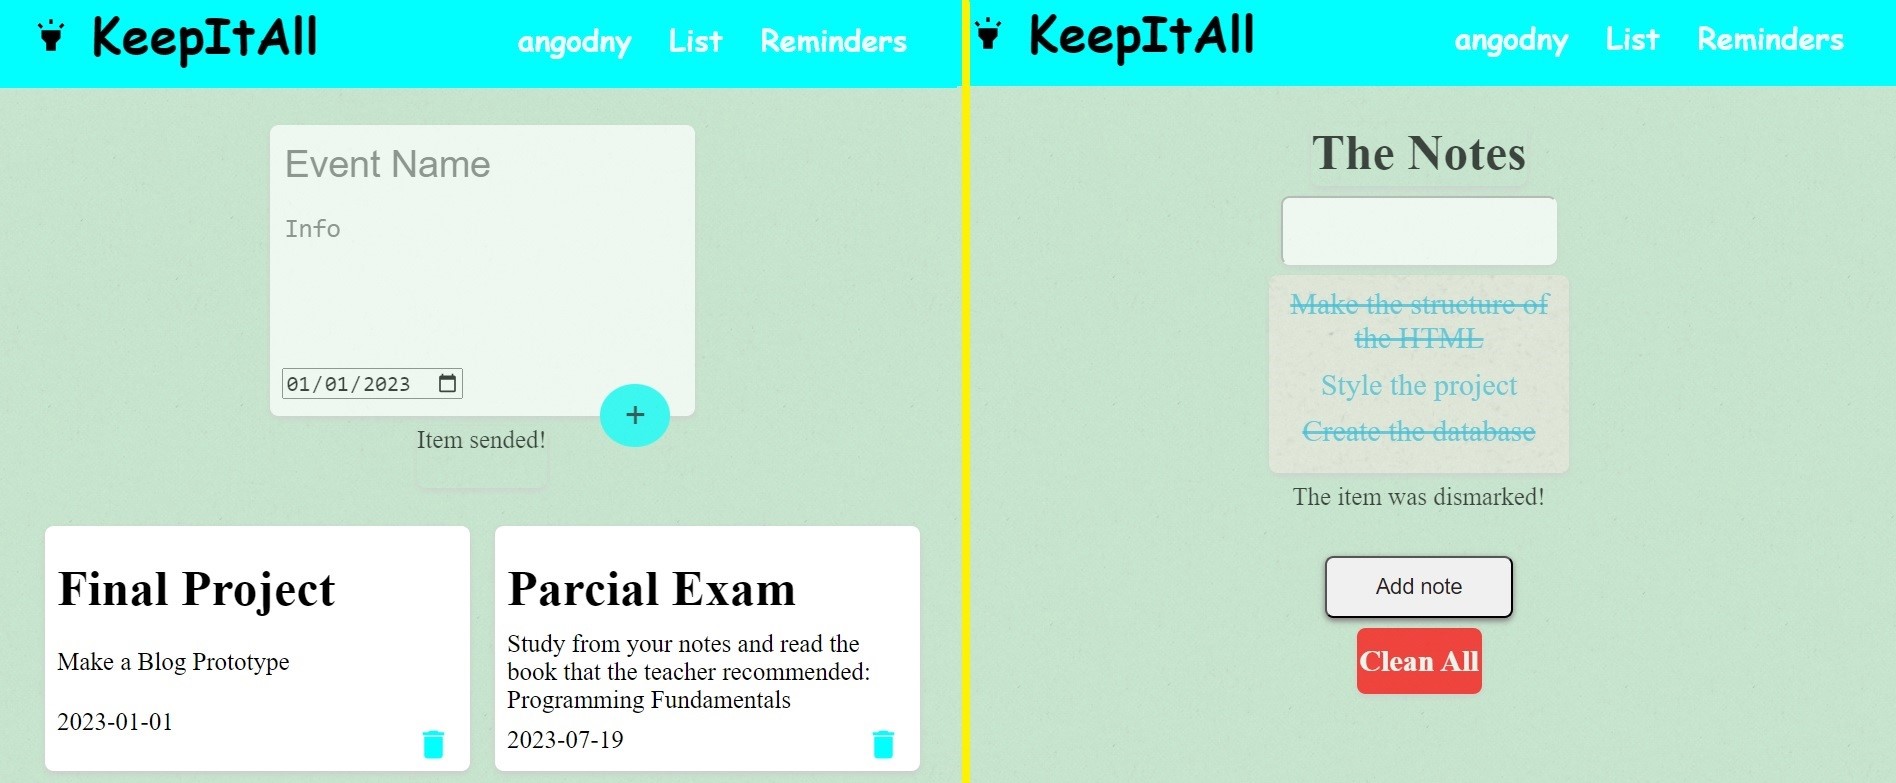 KeepItAll
angodny List Reminders
Event Name
Info
01/01/2023
+
Item sended!
Final Project
Make a Blog Prototype
2023-01-01
Parcial Exam
Study from your notes and read the
book that the teacher recommended:
Programming Fundamentals
2023-07-19
KeepItAll
angodny List Reminders
The Notes
Make the structure of
the HTML
Style the project
Create the database
The item was dismarked!
Add note
Clean All